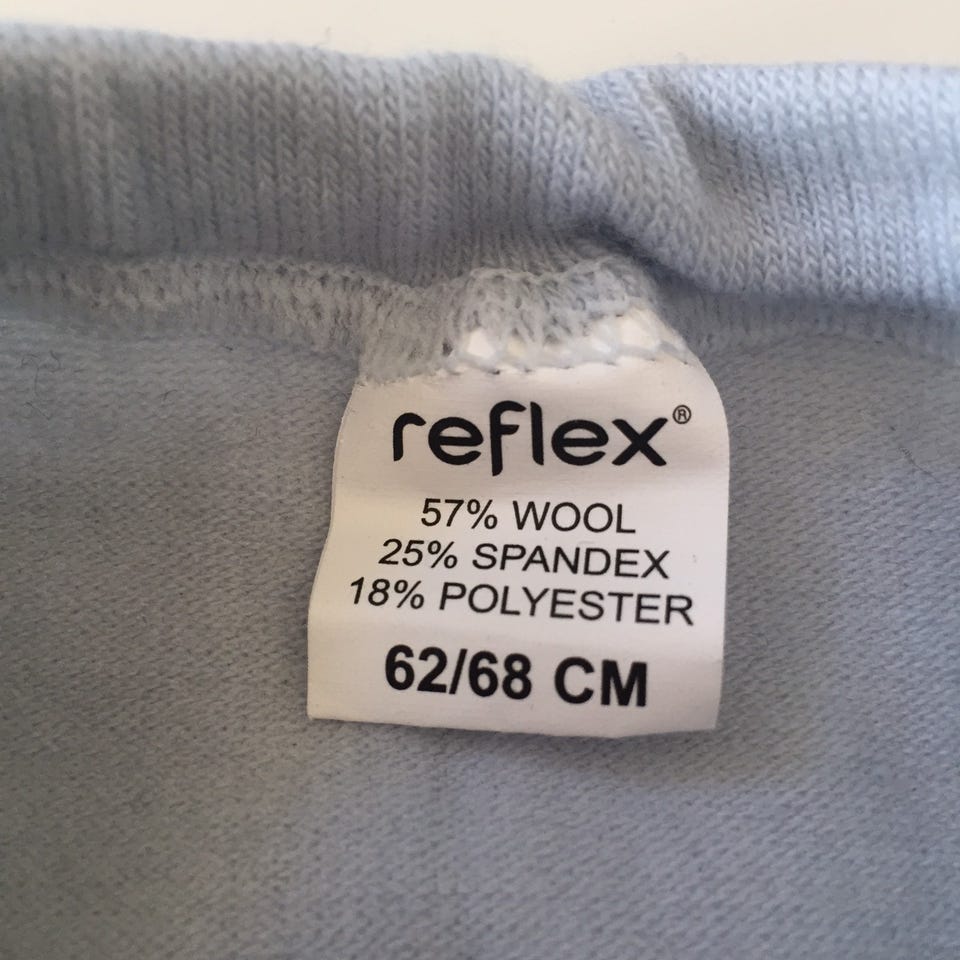 reflex®
57% WOOL
25% SPANDEX
18% POLYESTER
62/68 CM